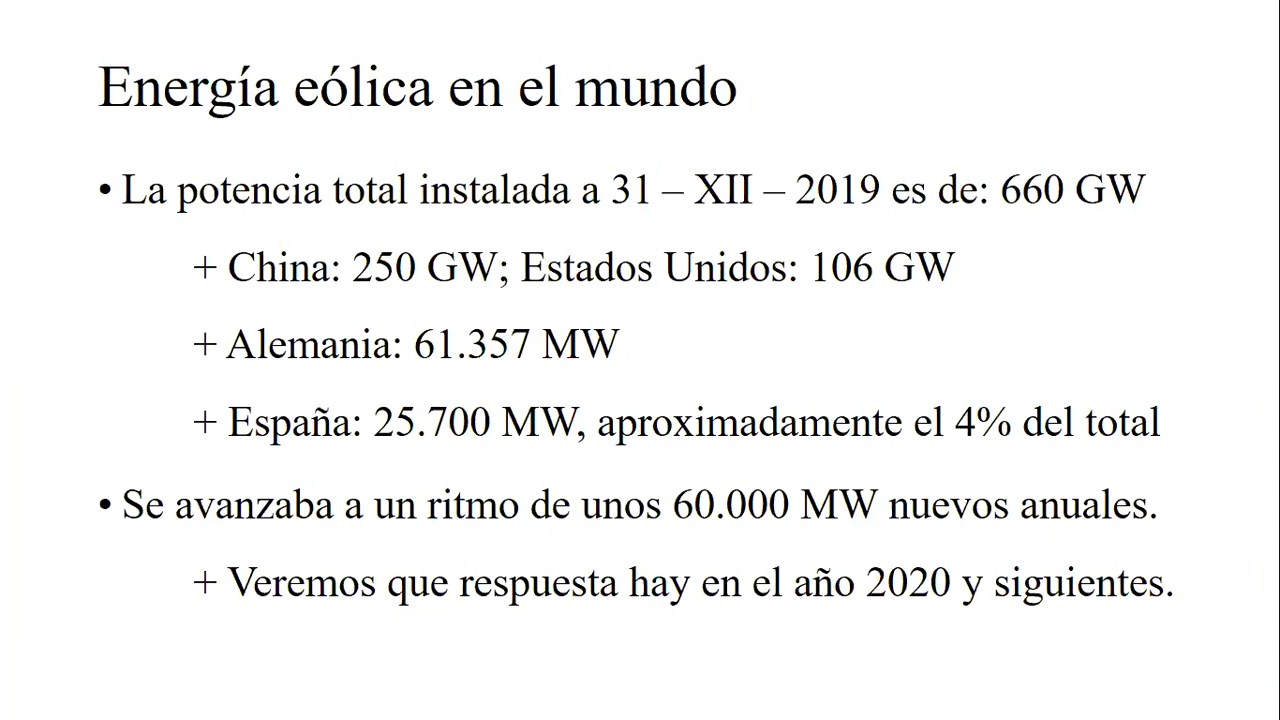 Energía eólica en el mundo
• La potencia total instalada a 31 – XII – 2019 es de: 660 GW
+ China: 250 GW; Estados Unidos: 106 GW
+ Alemania: 61.357 MW
+ España: 25.700 MW, aproximadamente el 4% del total
• Se avanzaba a un ritmo de unos 60.000 MW nuevos anuales.
+ Veremos que respuesta hay en el año 2020 y siguientes.